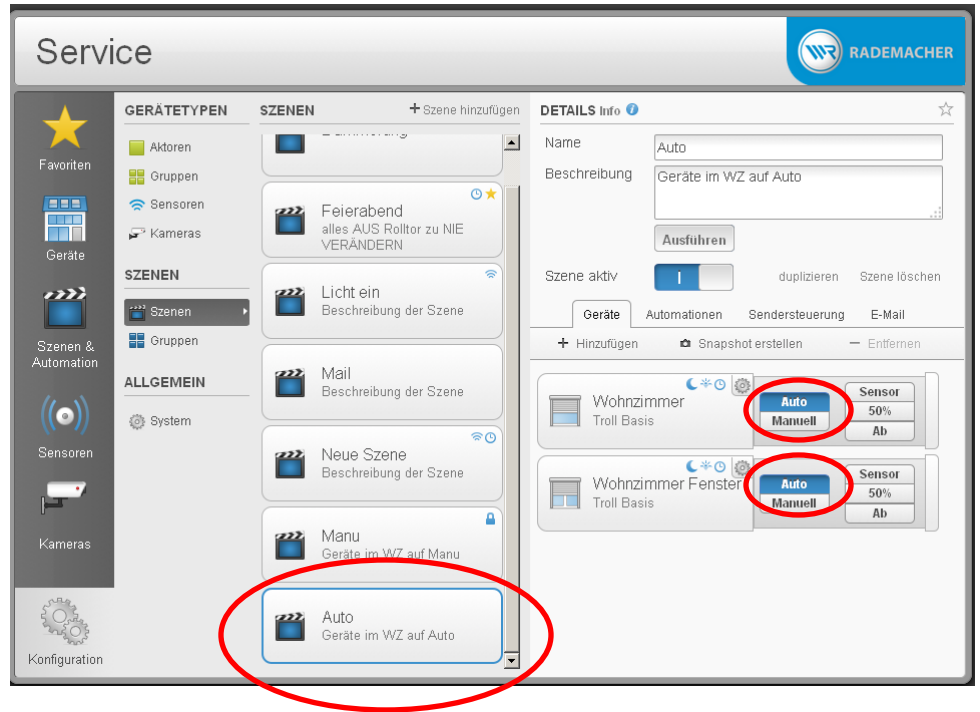 Service
RADEMACHER
Favoriten
Geräte
Szenen &
Automation
Sensoren
Kameras
Konfiguration
GERÄTETYPEN
Aktoren
Gruppen
Sensoren
Kameras
SZENEN
Szenen
Gruppen
ALLGEMEIN
System
SZENEN
+ Szene hinzufügen
Feierabend
alles AUS Rolltor zu NIE
VERÄNDERN
Licht ein
Beschreibung der Szene
Mail
Beschreibung der Szene
Neue Szene
Beschreibung der Szene
Manu
Geräte im WZ auf Manu
Auto
Geräte im WZ auf Auto
DETAILS Info
Name
Auto
Beschreibung
Geräte im WZ auf Auto
Ausführen
Szene aktiv
I
duplizieren
Szene löschen
Geräte
Automationen
Sendersteuerung
E-Mail
+ Hinzufügen
Snapshot erstellen
− Entfernen
Wohnzimmer
Troll Basis
Auto
Manuell
Sensor
50%
Ab
Wohnzimmer Fenster
Troll Basis
Auto
Manuell
Sensor
50%
Ab